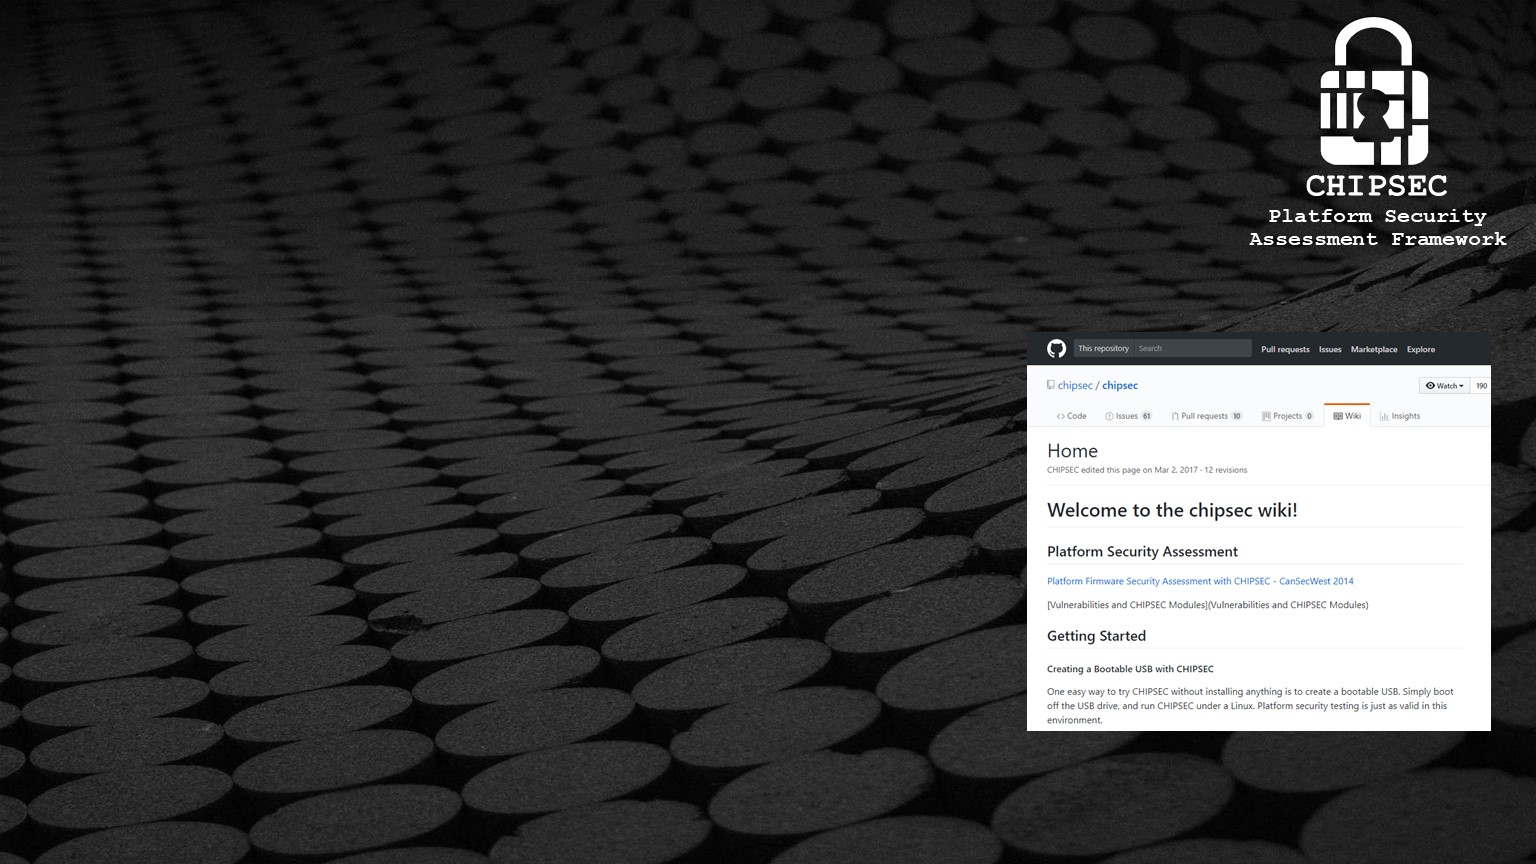 CHIPSEC
Platform Security
Assessment Framework
This repository Search Pull requests Issues Marketplace Explore
chipsec / chipsec Watch 190
Code Issues 61 Pull requests 10 Projects 0 Wiki Insights
Home
CHIPSEC edited this page on Mar 2, 2017 · 12 revisions
Welcome to the chipsec wiki!
Platform Security Assessment
Platform Firmware Security Assessment with CHIPSEC - CanSecWest 2014
[Vulnerabilities and CHIPSEC Modules](Vulnerabilities and CHIPSEC Modules)
Getting Started
Creating a Bootable USB with CHIPSEC
One easy way to try CHIPSEC without installing anything is to create a bootable USB. Simply boot
off the USB drive, and run CHIPSEC under a Linux. Platform security testing is just as valid in this
environment.